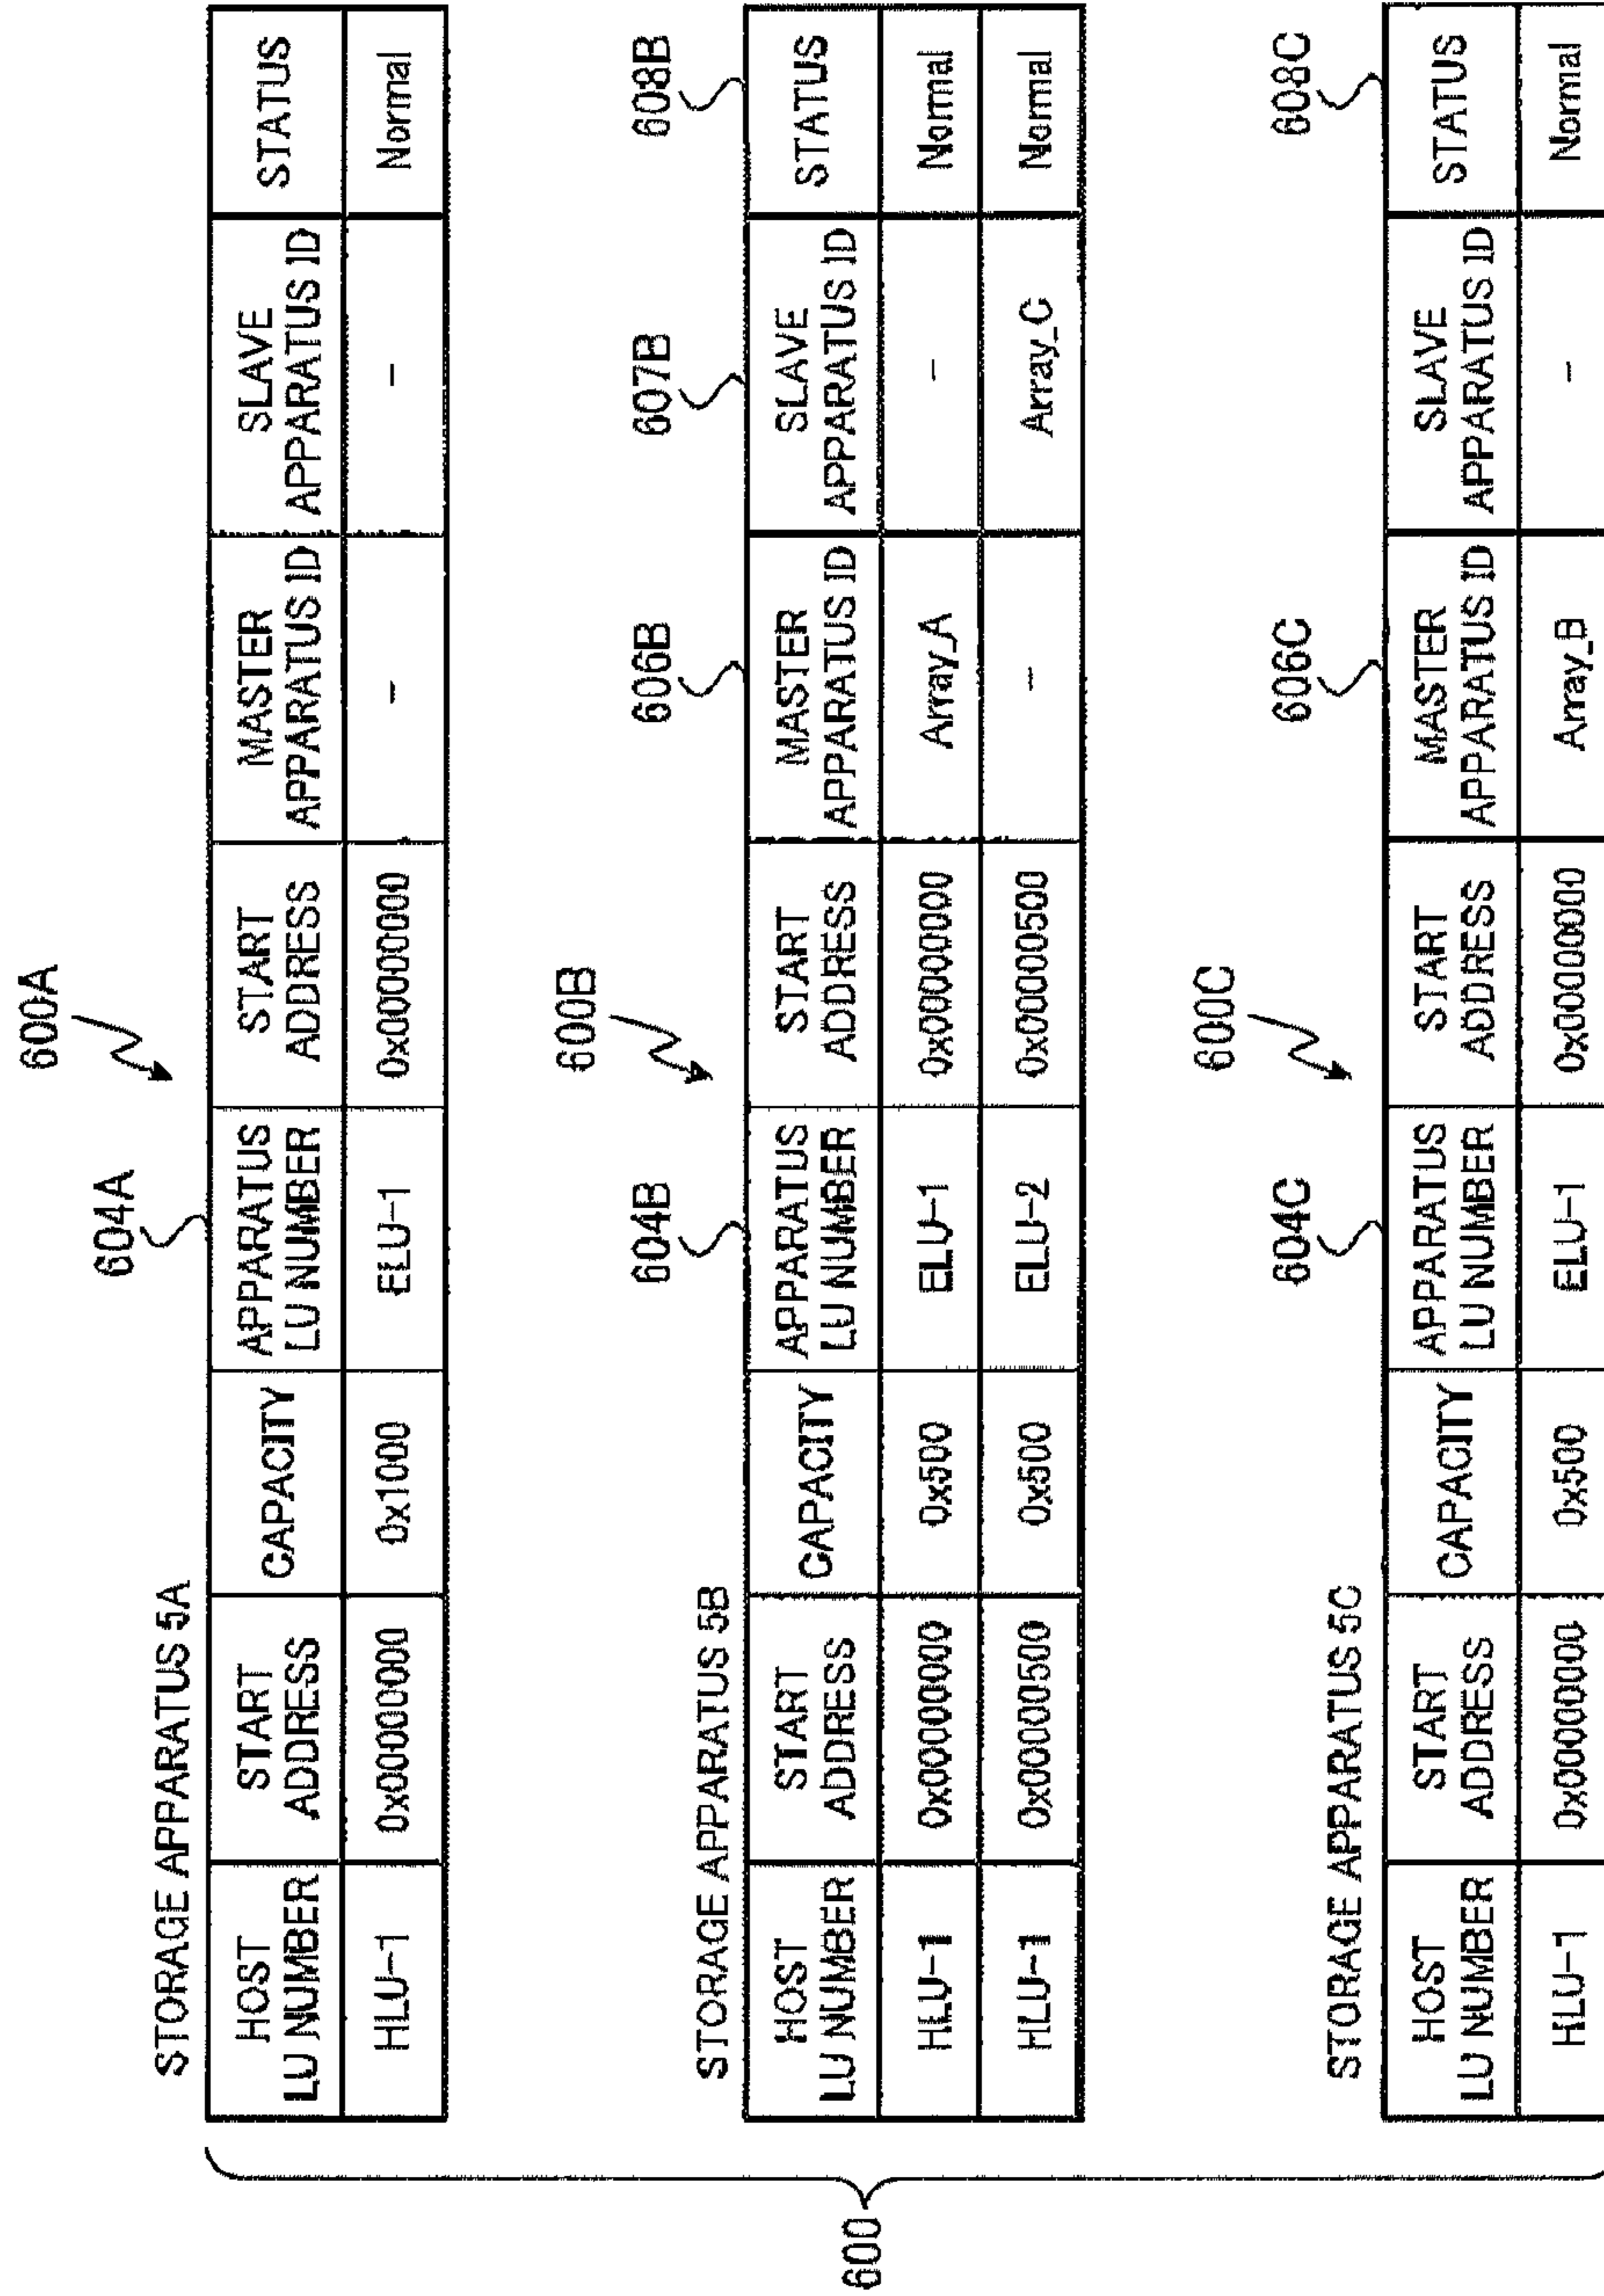 600
600A
604A
STORAGE APPARATUS 5A
HOST LU NUMBER START ADDRESS CAPACITY APPARATUS LU NUMBER START ADDRESS MASTER APPARATUS ID SLAVE APPARATUS ID STATUS
HLU-1 0x00000000 0x1000 ELU-1 0x00000000 - - Normal
600B
604B 606B 607B 608B
STORAGE APPARATUS 5B
HOST LU NUMBER START ADDRESS CAPACITY APPARATUS LU NUMBER START ADDRESS MASTER APPARATUS ID SLAVE APPARATUS ID STATUS
HLU-1 0x00000000 0x500 ELU-1 0x00000000 Array_A - Normal
HLU-1 0x00000500 0x500 ELU-2 0x00000500 - Array_C Normal
600C
604C 606C 608C
STORAGE APPARATUS 5C
HOST LU NUMBER START ADDRESS CAPACITY APPARATUS LU NUMBER START ADDRESS MASTER APPARATUS ID SLAVE APPARATUS ID STATUS
HLU-1 0x00000000 0x500 ELU-1 0x00000000 Array_B - Normal